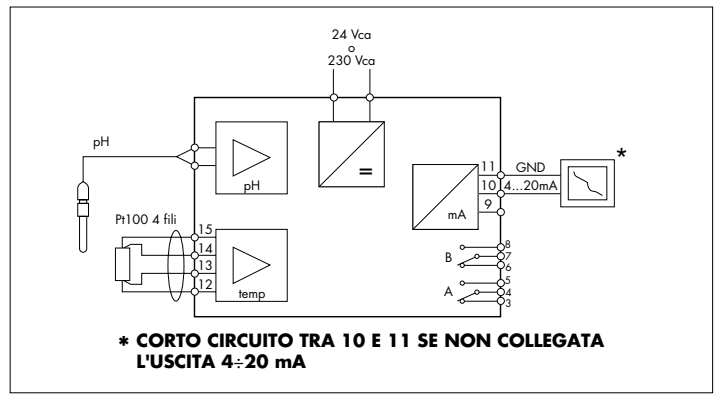 24 Vca
o
230 Vca
pH
pH
11 GND
10 4...20mA
9
mA
*
Pt100 4 fili
15
14
13
12
temp
B
8
7
6
A
5
4
3
* CORTO CIRCUITO TRA 10 E 11 SE NON COLLEGATA
L'USCITA 4÷20 mA